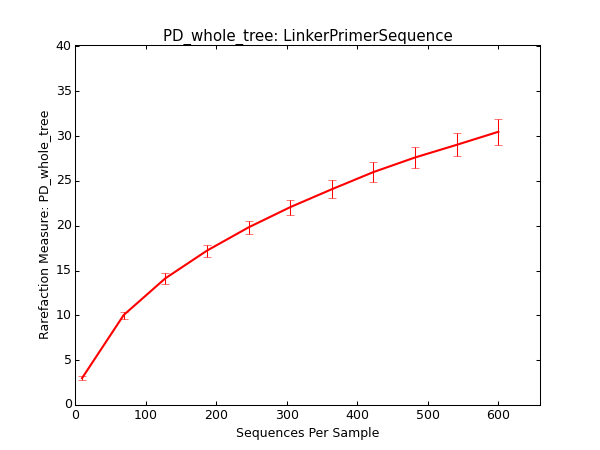 PD_whole_tree: LinkerPrimerSequence
40
35
30
25
20
15
10
5
0
Rarefaction Measure: PD_whole_tree
0 100 200 300 400 500 600
Sequences Per Sample